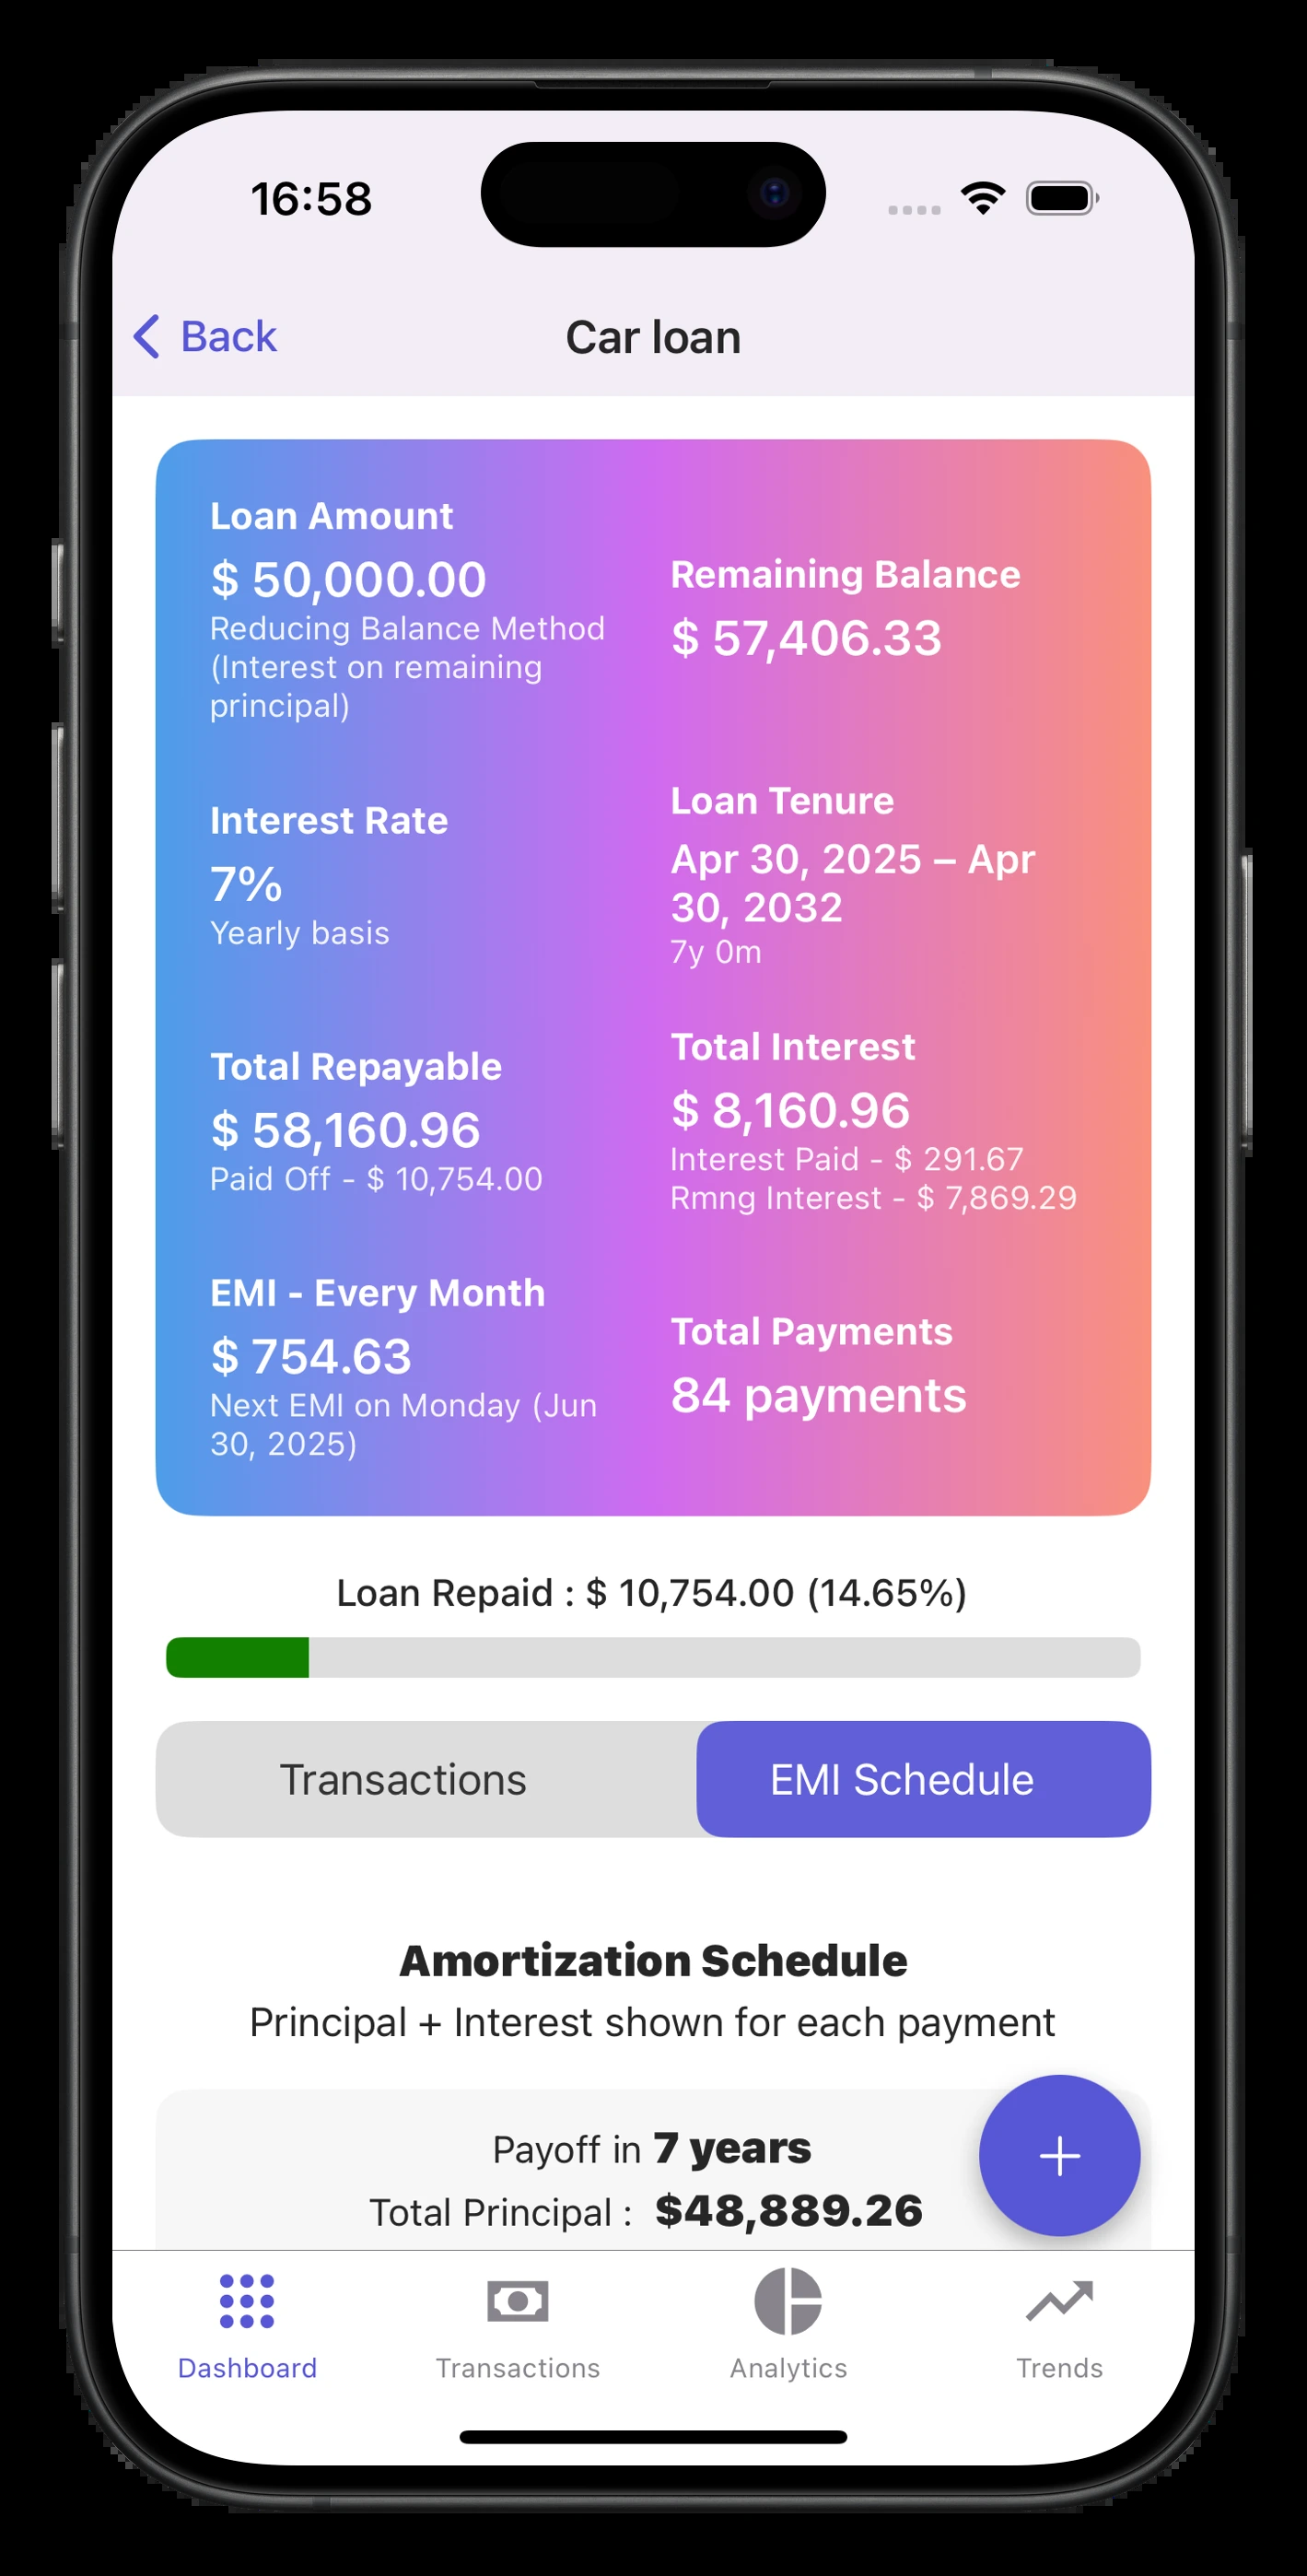 16:58
Back
Car loan
Loan Amount
$ 50,000.00
Reducing Balance Method
(Interest on remaining
principal)
Remaining Balance
$ 57,406.33
Interest Rate
7%
Yearly basis
Loan Tenure
Apr 30, 2025 – Apr
30, 2032
7y 0m
Total Repayable
$ 58,160.96
Paid Off - $ 10,754.00
Total Interest
$ 8,160.96
Interest Paid - $ 291.67
Rmng Interest - $ 7,869.29
EMI - Every Month
$ 754.63
Next EMI on Monday (Jun
30, 2025)
Total Payments
84 payments
Loan Repaid : $ 10,754.00 (14.65%)
Transactions
EMI Schedule
Amortization Schedule
Principal + Interest shown for each payment
Payoff in 7 years
Total Principal : $48,889.26
Dashboard
Transactions
Analytics
Trends